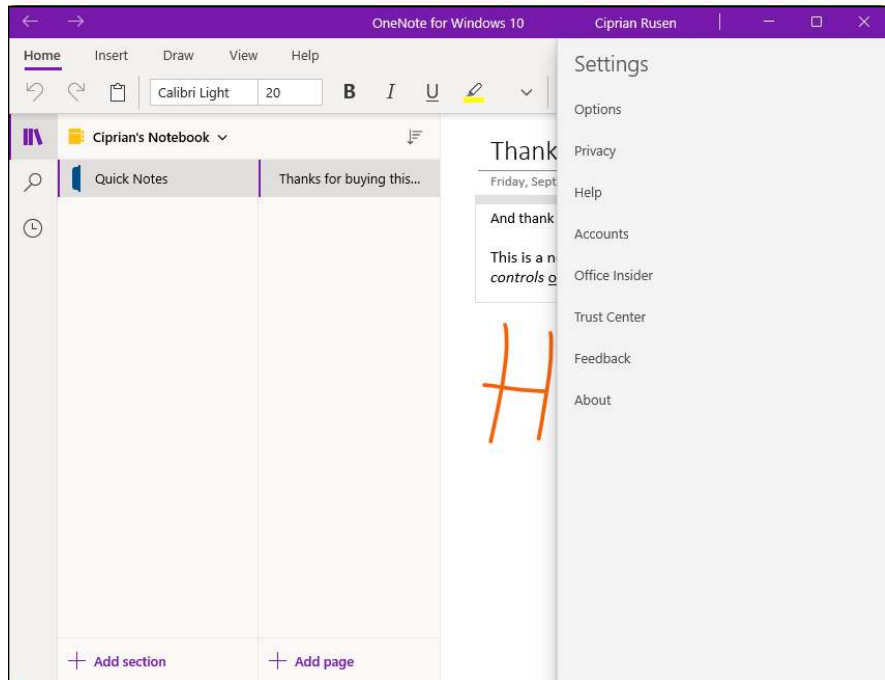 OneNote for Windows 10
Ciprian Rusen
Home Insert Draw View Help
Calibri Light 20 B I U
Ciprian's Notebook
Quick Notes
Thanks for buying this...
Add section
Add page
Thank
Friday, Sept
And thank
This is a n
controls o
H
Settings
Options
Privacy
Help
Accounts
Office Insider
Trust Center
Feedback
About